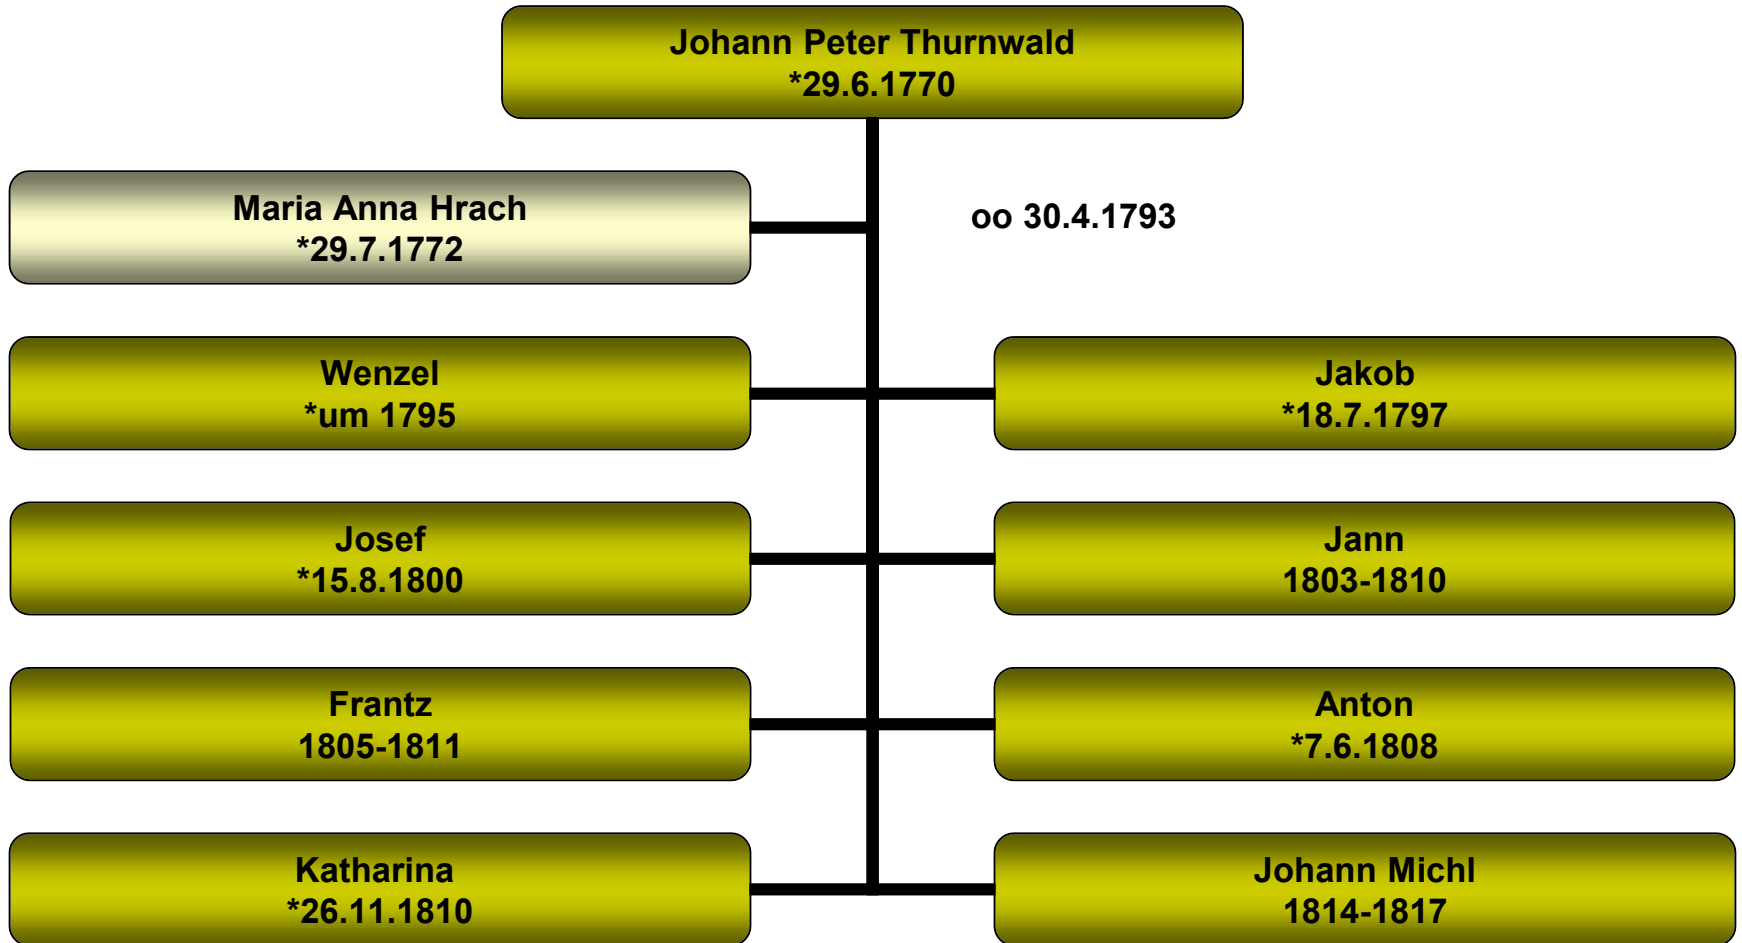 Johann Peter Thurnwald
*29.6.1770
Maria Anna Hrach
*29.7.1772
oo 30.4.1793
Wenzel
*um 1795
Jakob
*18.7.1797
Josef
*15.8.1800
Jann
1803-1810
Frantz
1805-1811
Anton
*7.6.1808
Katharina
*26.11.1810
Johann Michl
1814-1817